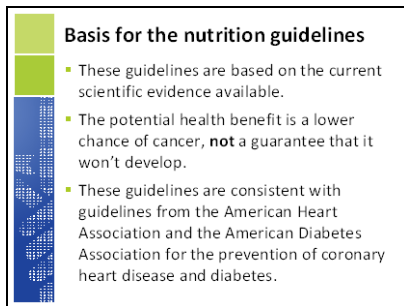 Basis for the nutrition guidelines
These guidelines are based on the current
scientific evidence available.
The potential health benefit is a lower
chance of cancer, not a guarantee that it
won't develop.
These guidelines are consistent with
guidelines from the American Heart
Association and the American Diabetes
Association for the prevention of coronary
heart disease and diabetes.